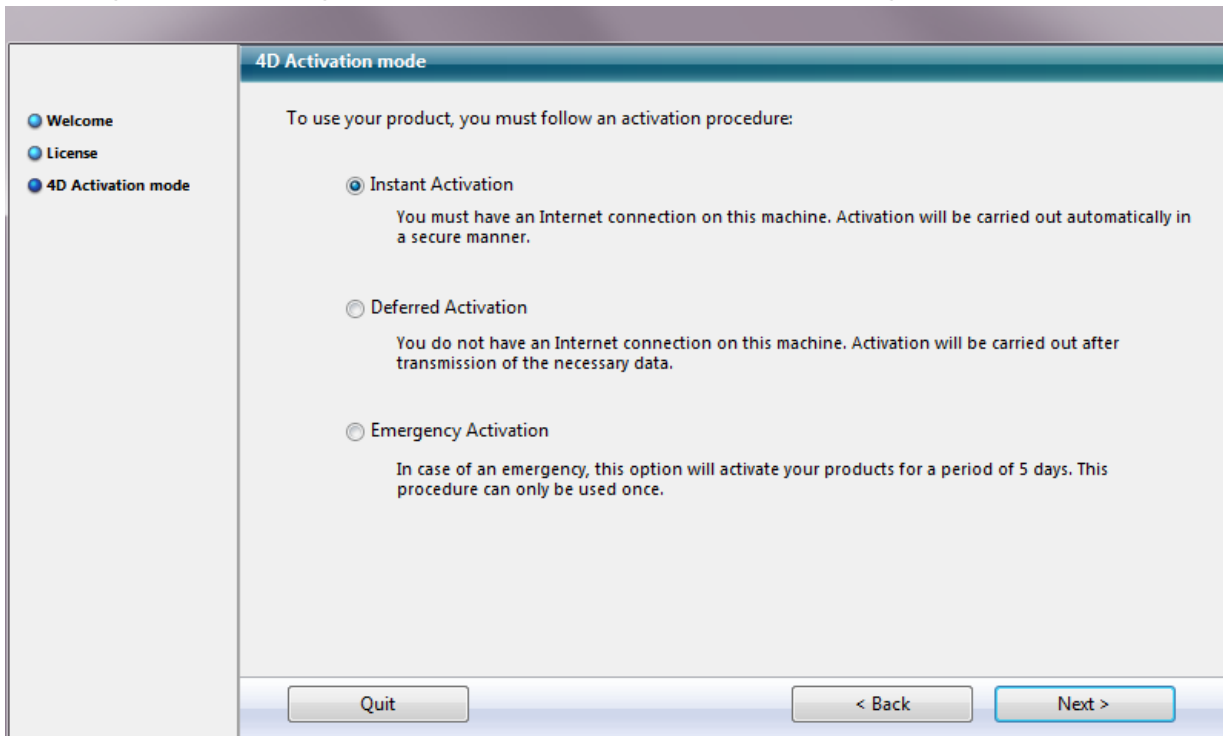 4D Activation mode
Welcome
License
4D Activation mode
To use your product, you must follow an activation procedure:
Instant Activation
You must have an Internet connection on this machine. Activation will be carried out automatically in
a secure manner.
Deferred Activation
You do not have an Internet connection on this machine. Activation will be carried out after
transmission of the necessary data.
Emergency Activation
In case of an emergency, this option will activate your products for a period of 5 days. This
procedure can only be used once.
Quit
< Back
Next >